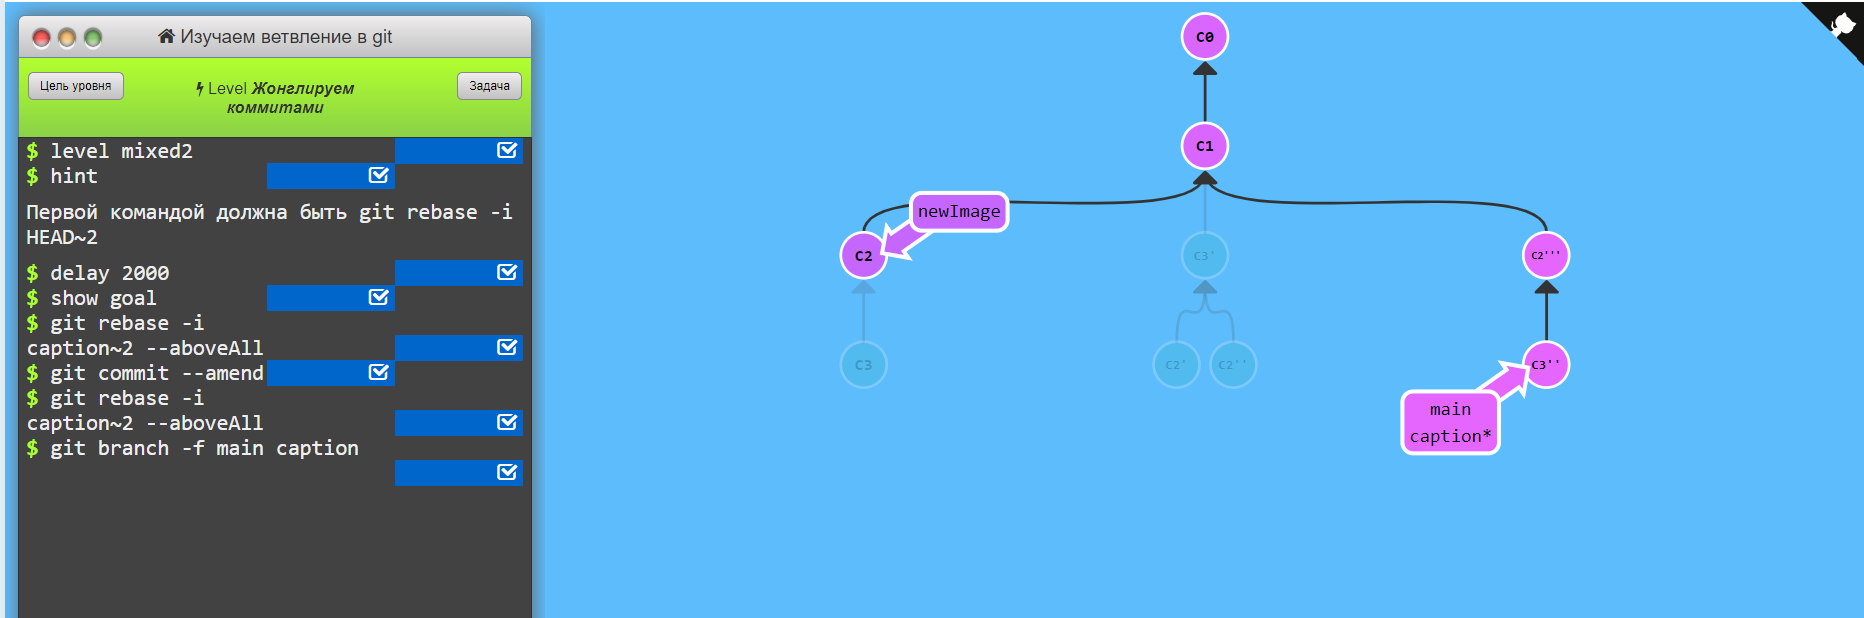 Изучаем ветвление в git
Цель уровня
Level Жонглируем
коммитами
Задача
$ level mixed2
$ hint
Первой командой должна быть git rebase -i
HEAD~2
$ delay 2000
$ show goal
$ git rebase -i
caption~2 --aboveAll
$ git commit --amend
$ git rebase -i
caption~2 --aboveAll
$ git branch -f main caption
C0
C1
newImage
C2
C3'
C2'''
C3
C2'
C2''
C3''
main
caption*